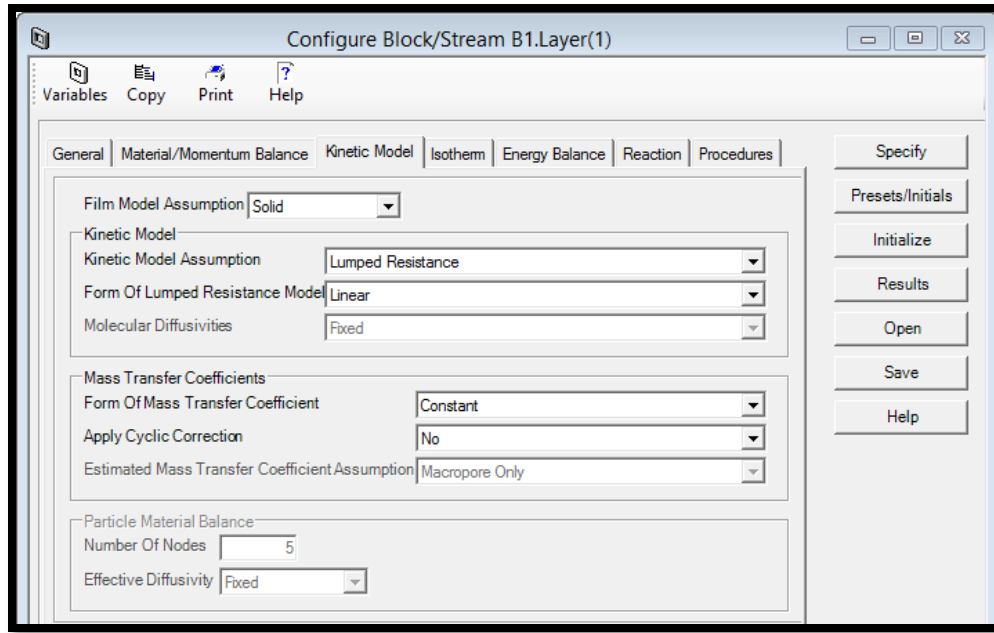 Configure Block/Stream B1.Layer(1)
Variables Copy Print Help
General Material/Momentum Balance Kinetic Model Isotherm Energy Balance Reaction Procedures
Film Model Assumption Solid
Kinetic Model
Kinetic Model Assumption Lumped Resistance
Form Of Lumped Resistance Model Linear
Molecular Diffusivities Fixed
Mass Transfer Coefficients
Form Of Mass Transfer Coefficient Constant
Apply Cyclic Correction No
Estimated Mass Transfer Coefficient Assumption Macropore Only
Particle Material Balance
Number Of Nodes 5
Effective Diffusivity Fixed
Specify
Presets/Initials
Initialize
Results
Open
Save
Help